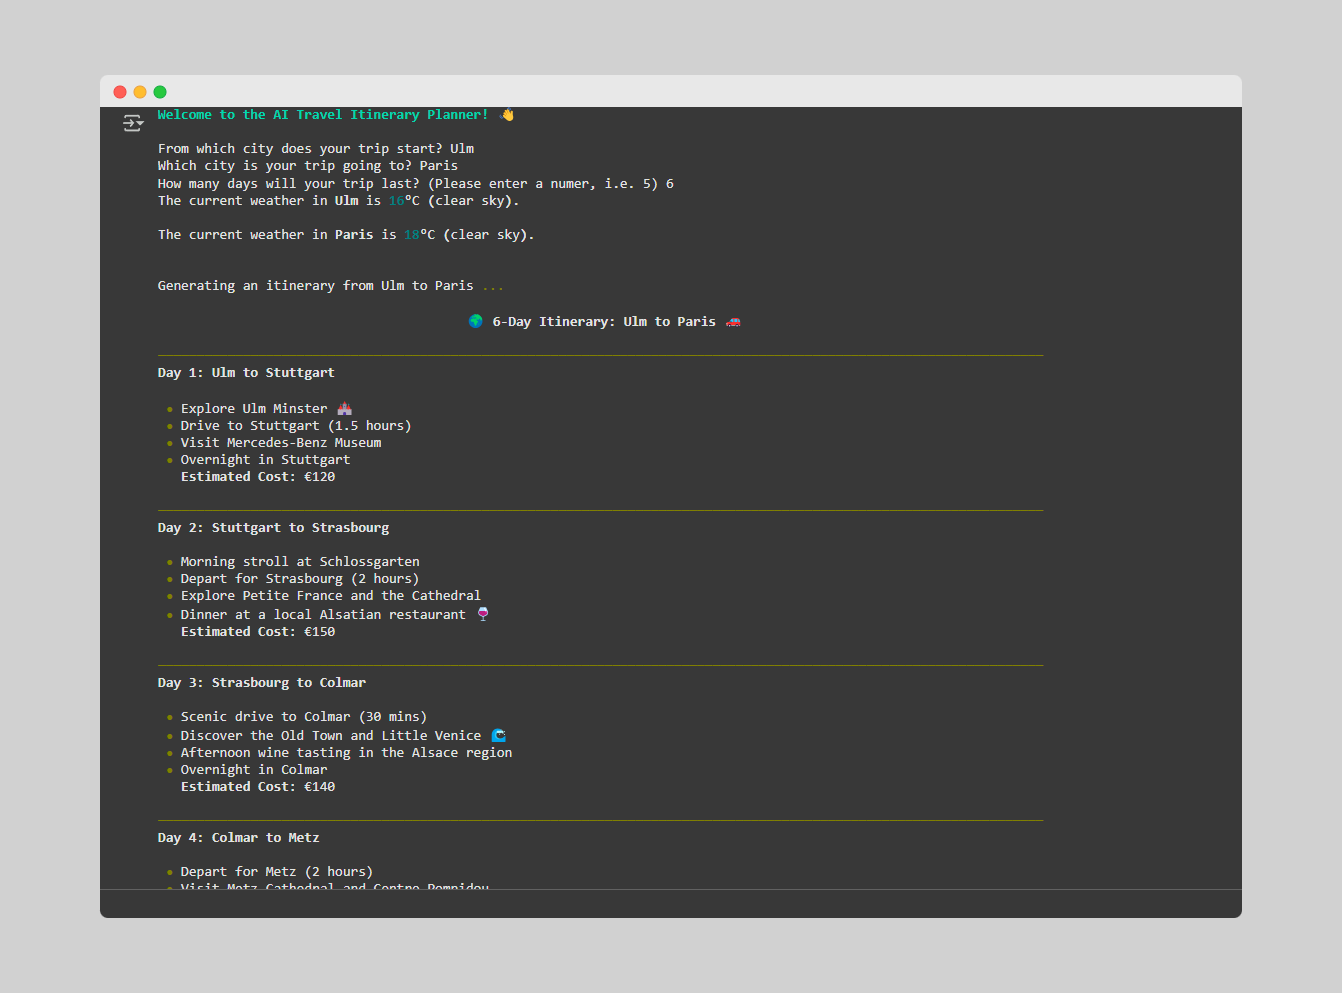 Welcome to the AI Travel Itinerary Planner! 👋
From which city does your trip start? Ulm
Which city is your trip going to? Paris
How many days will your trip last? (Please enter a numer, i.e. 5) 6
The current weather in Ulm is 16°C (clear sky).
The current weather in Paris is 18°C (clear sky).
Generating an itinerary from Ulm to Paris ...
🌍 6-Day Itinerary: Ulm to Paris 🚗
Day 1: Ulm to Stuttgart
• Explore Ulm Minster 🏰
• Drive to Stuttgart (1.5 hours)
• Visit Mercedes-Benz Museum
• Overnight in Stuttgart
Estimated Cost: €120
Day 2: Stuttgart to Strasbourg
• Morning stroll at Schlossgarten
• Depart for Strasbourg (2 hours)
• Explore Petite France and the Cathedral
• Dinner at a local Alsatian restaurant 🍷
Estimated Cost: €150
Day 3: Strasbourg to Colmar
• Scenic drive to Colmar (30 mins)
• Discover the Old Town and Little Venice 🌊
• Afternoon wine tasting in the Alsace region
• Overnight in Colmar
Estimated Cost: €140
Day 4: Colmar to Metz
• Depart for Metz (2 hours)
• Visit Metz Cathedral and Centre Pompidou